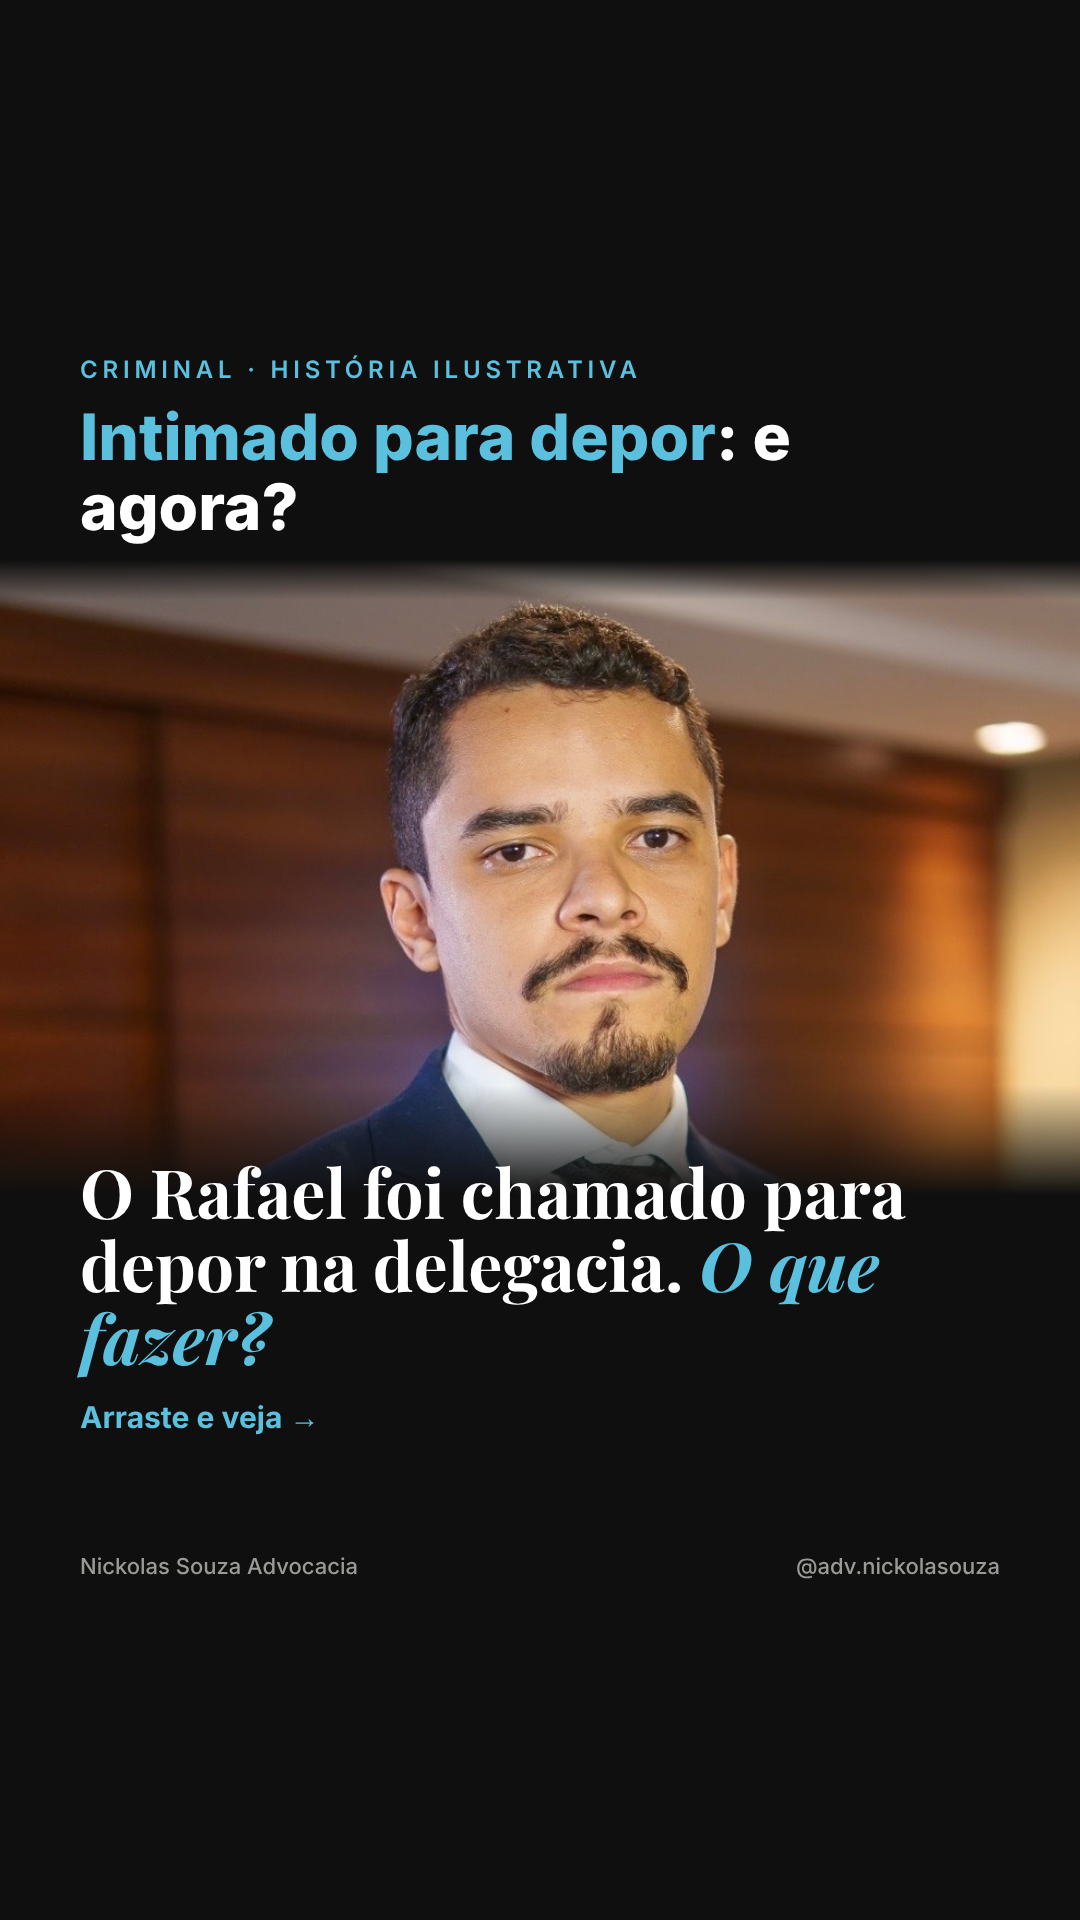 CRIMINAL · HISTÓRIA ILUSTRATIVA
Intimado para depor: e
agora?
O Rafael foi chamado para
depor na delegacia. O que
fazer?
Arraste e veja →
Nickolas Souza Advocacia
@adv.nickolasouza